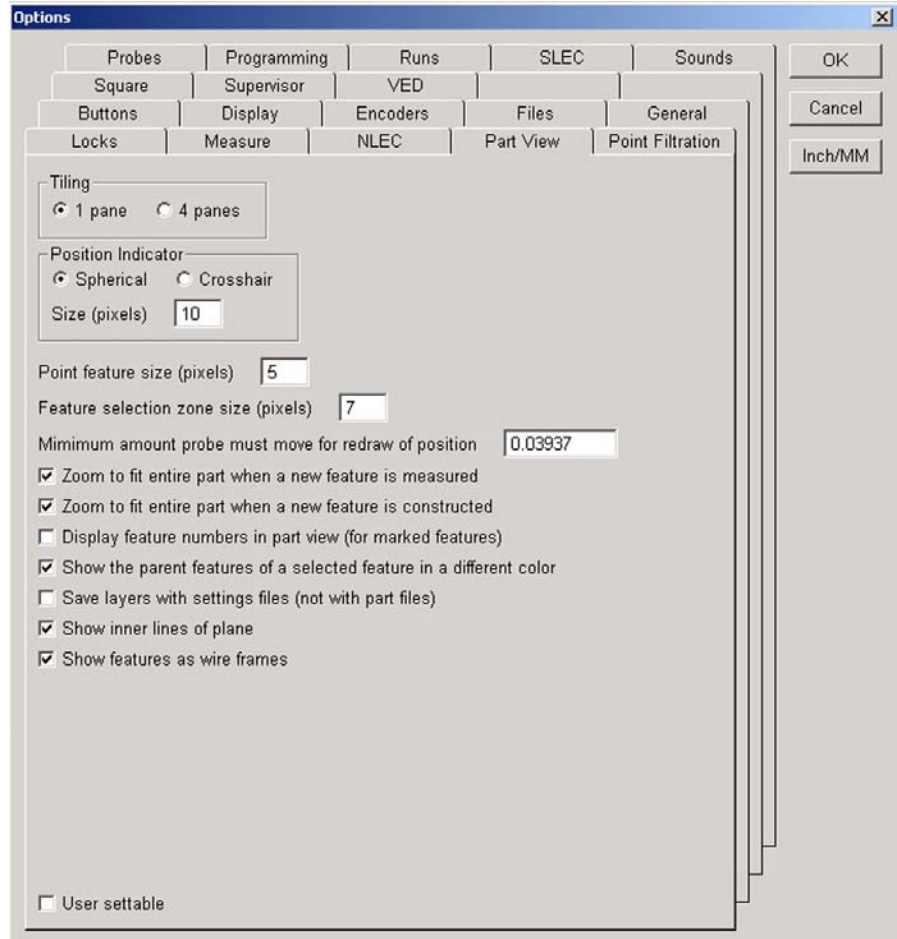 Options
Probes Programming Runs SLEC Sounds OK
Square Supervisor VED
Buttons Display Encoders Files General Cancel
Locks Measure NLEC Part View Point Filtration Inch/MM
Tiling
1 pane 4 panes
Position Indicator
Spherical Crosshair
Size (pixels) 10
Point feature size (pixels) 5
Feature selection zone size (pixels) 7
Mimimum amount probe must move for redraw of position 0.03937
Zoom to fit entire part when a new feature is measured
Zoom to fit entire part when a new feature is constructed
Display feature numbers in part view (for marked features)
Show the parent features of a selected feature in a different color
Save layers with settings files (not with part files)
Show inner lines of plane
Show features as wire frames
User settable